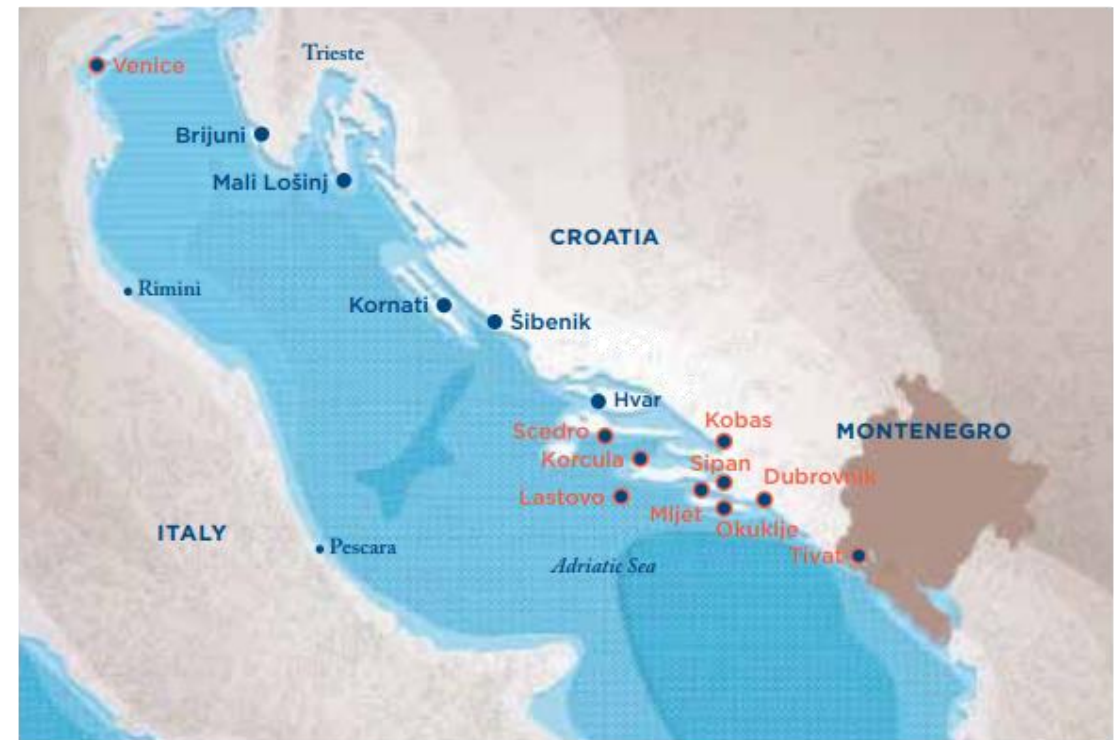 Trieste
Venice
Brijuni
Mali Lošinj
CROATIA
Rimini
Kornati
Šibenik
Hvar
Kobas
MONTENEGRO
Scedro
Korcula
Sipan
Dubrovnik
Lastovo
Mljet
Okuklje
ITALY
Pescara
Tivat
Adriatic Sea